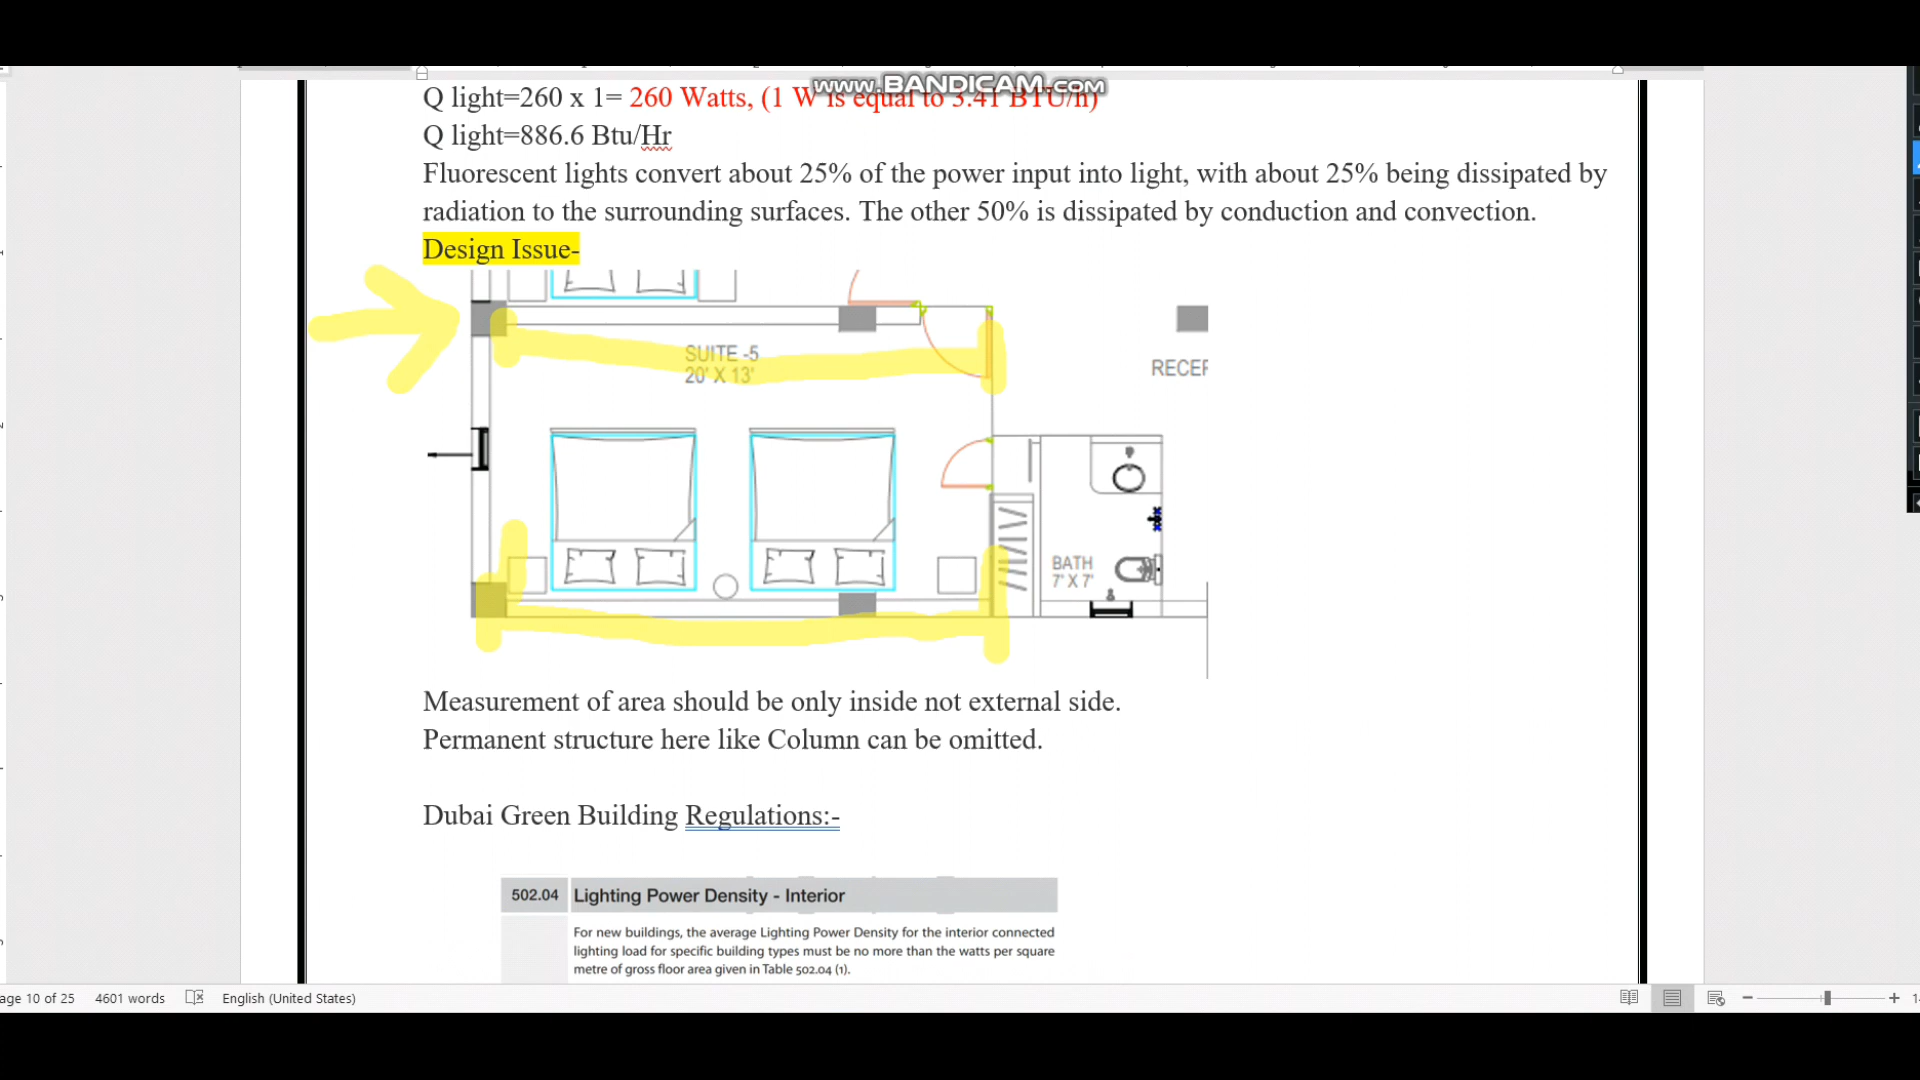 www.BANDICAM.COM
Q light=260 x 1= 260 Watts, (1 W is equal to 3.41 BTU/h)
Q light=886.6 Btu/Hr
Fluorescent lights convert about 25% of the power input into light, with about 25% being dissipated by
radiation to the surrounding surfaces. The other 50% is dissipated by conduction and convection.
Design Issue-
SUITE -5
20' X 13'
RECEP
BATH
7' X 7'
Measurement of area should be only inside not external side.
Permanent structure here like Column can be omitted.
Dubai Green Building Regulations:-
502.04 Lighting Power Density - Interior
For new buildings, the average Lighting Power Density for the interior connected
lighting load for specific building types must be no more than the watts per square
metre of gross floor area given in Table 502.04 (1).
age 10 of 25 4601 words English (United States)